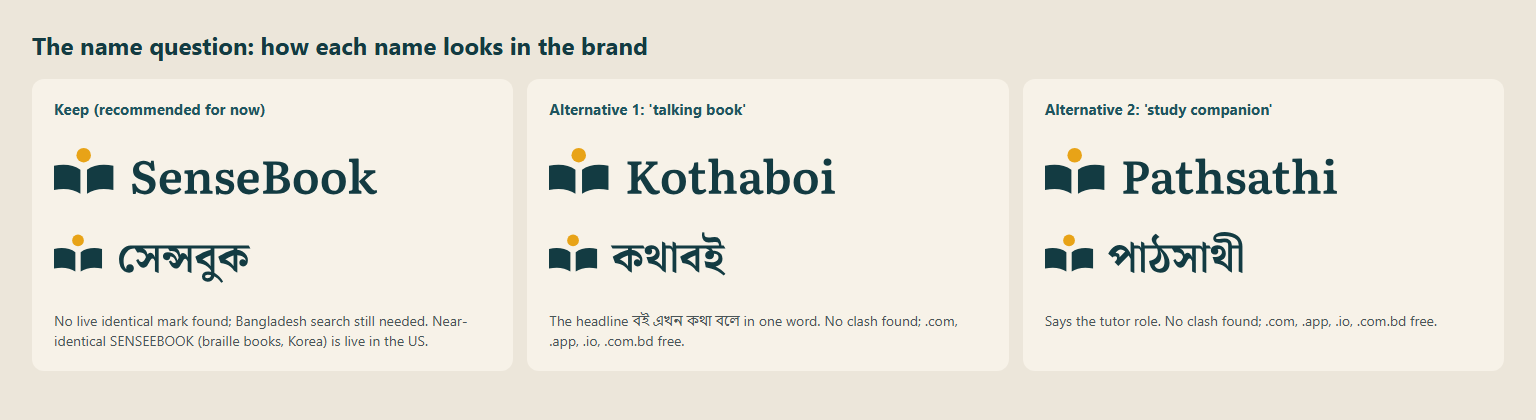 The name question: how each name looks in the brand
Keep (recommended for now)
SenseBook
সেন্সবুক
No live identical mark found; Bangladesh search still needed. Near-
identical SENSEEBOOK (braille books, Korea) is live in the US.
Alternative 1: 'talking book'
Kothaboi
কথাবই
The headline বই এখন কথা বলে in one word. No clash found; .com,
.app, .io, .com.bd free.
Alternative 2: 'study companion'
Pathsathi
পাঠসাথী
Says the tutor role. No clash found; .com, .app, .io, .com.bd free.